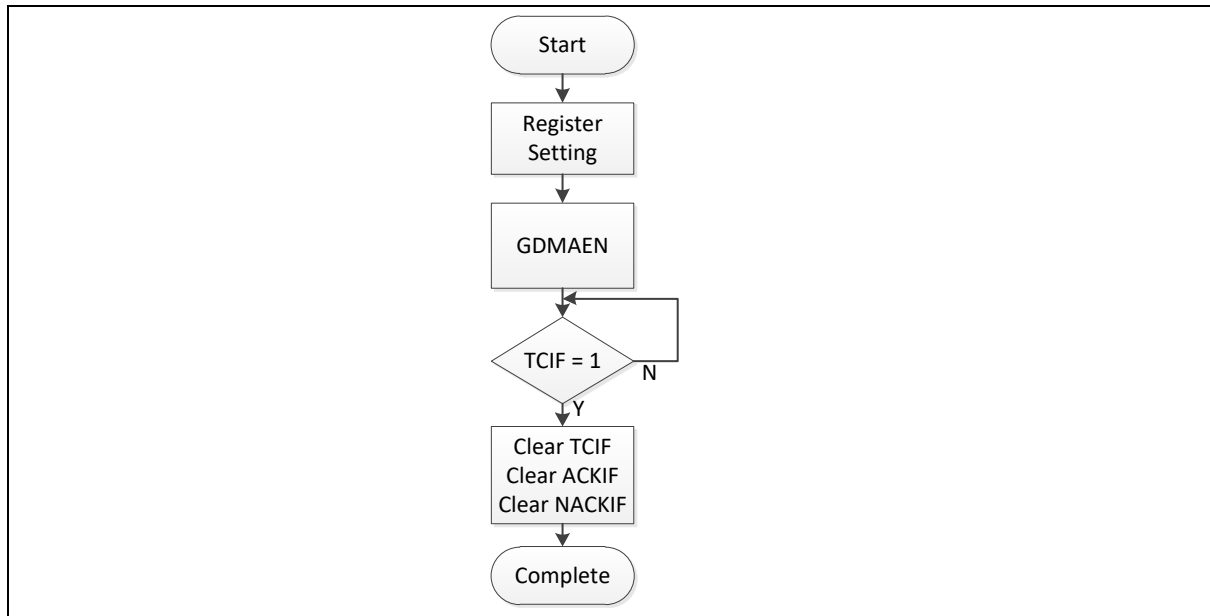 Start
Register
Setting
GDMAEN
TCIF = 1
N
Y
Clear TCIF
Clear ACKIF
Clear NACKIF
Complete